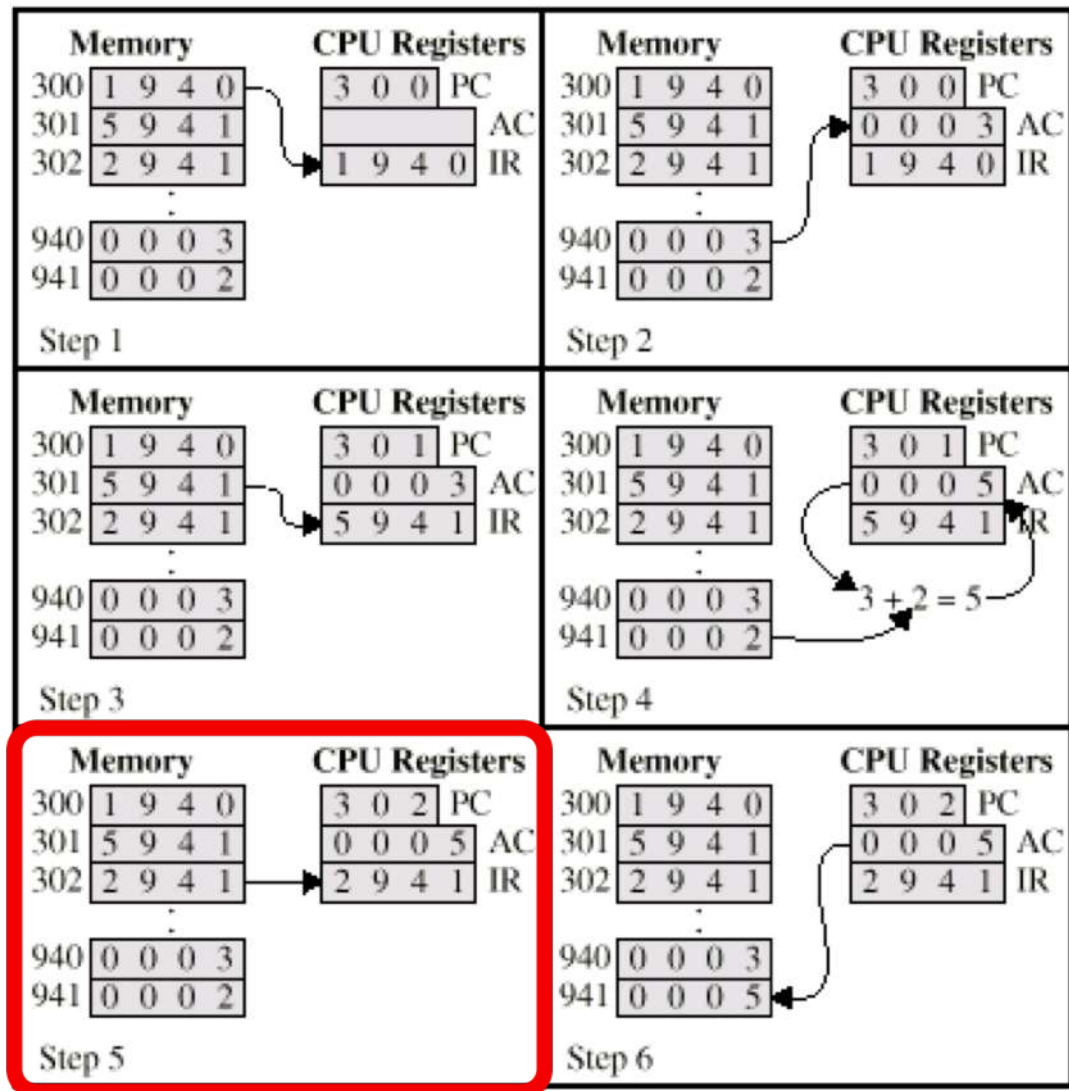 Memory CPU Registers
300 1 9 4 0 3 0 0 PC
301 5 9 4 1 AC
302 2 9 4 1 1 9 4 0 IR
940 0 0 0 3
941 0 0 0 2
Step 1
Memory CPU Registers
300 1 9 4 0 3 0 0 PC
301 5 9 4 1 0 0 0 3 AC
302 2 9 4 1 1 9 4 0 IR
940 0 0 0 3
941 0 0 0 2
Step 2
Memory CPU Registers
300 1 9 4 0 3 0 1 PC
301 5 9 4 1 0 0 0 3 AC
302 2 9 4 1 5 9 4 1 IR
940 0 0 0 3
941 0 0 0 2
Step 3
Memory CPU Registers
300 1 9 4 0 3 0 1 PC
301 5 9 4 1 0 0 0 5 AC
302 2 9 4 1 5 9 4 1 IR
940 0 0 0 3 3 + 2 = 5
941 0 0 0 2
Step 4
Memory CPU Registers
300 1 9 4 0 3 0 2 PC
301 5 9 4 1 0 0 0 5 AC
302 2 9 4 1 2 9 4 1 IR
940 0 0 0 3
941 0 0 0 2
Step 5
Memory CPU Registers
300 1 9 4 0 3 0 2 PC
301 5 9 4 1 0 0 0 5 AC
302 2 9 4 1 2 9 4 1 IR
940 0 0 0 3
941 0 0 0 5
Step 6